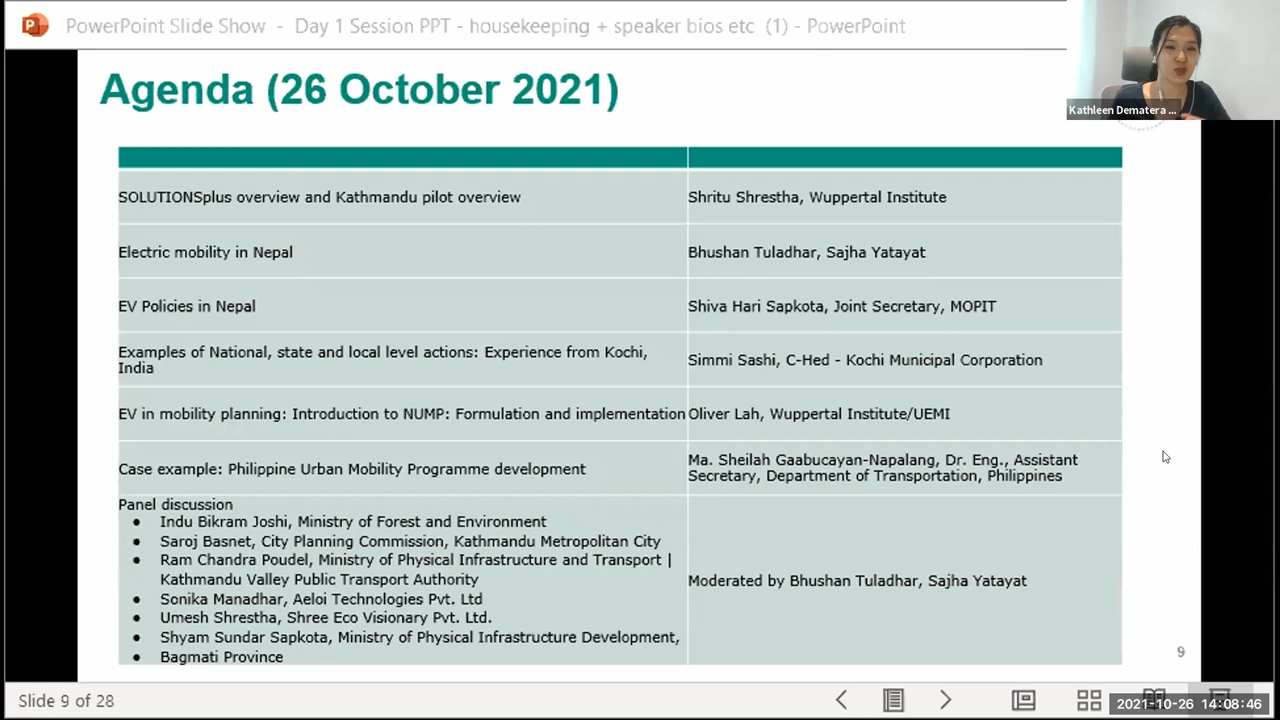 PowerPoint Slide Show - Day 1 Session PPT - housekeeping + speaker bios etc (1) - PowerPoint
Kathleen Dematera ...
Agenda (26 October 2021)
SOLUTIONSplus overview and Kathmandu pilot overview
Shritu Shrestha, Wuppertal Institute
Electric mobility in Nepal
Bhushan Tuladhar, Sajha Yatayat
EV Policies in Nepal
Shiva Hari Sapkota, Joint Secretary, MOPIT
Examples of National, state and local level actions: Experience from Kochi,
India
Simmi Sashi, C-Hed - Kochi Municipal Corporation
EV in mobility planning: Introduction to NUMP: Formulation and implementation
Oliver Lah, Wuppertal Institute/UEMI
Case example: Philippine Urban Mobility Programme development
Ma. Sheilah Gaabucayan-Napalang, Dr. Eng., Assistant
Secretary, Department of Transportation, Philippines
Panel discussion
• Indu Bikram Joshi, Ministry of Forest and Environment
• Saroj Basnet, City Planning Commission, Kathmandu Metropolitan City
• Ram Chandra Poudel, Ministry of Physical Infrastructure and Transport |
Kathmandu Valley Public Transport Authority
• Sonika Manadhar, Aeloi Technologies Pvt. Ltd
• Umesh Shrestha, Shree Eco Visionary Pvt. Ltd.
• Shyam Sundar Sapkota, Ministry of Physical Infrastructure Development,
• Bagmati Province
Moderated by Bhushan Tuladhar, Sajha Yatayat
9
Slide 9 of 28
2021-10-26 14:08:46